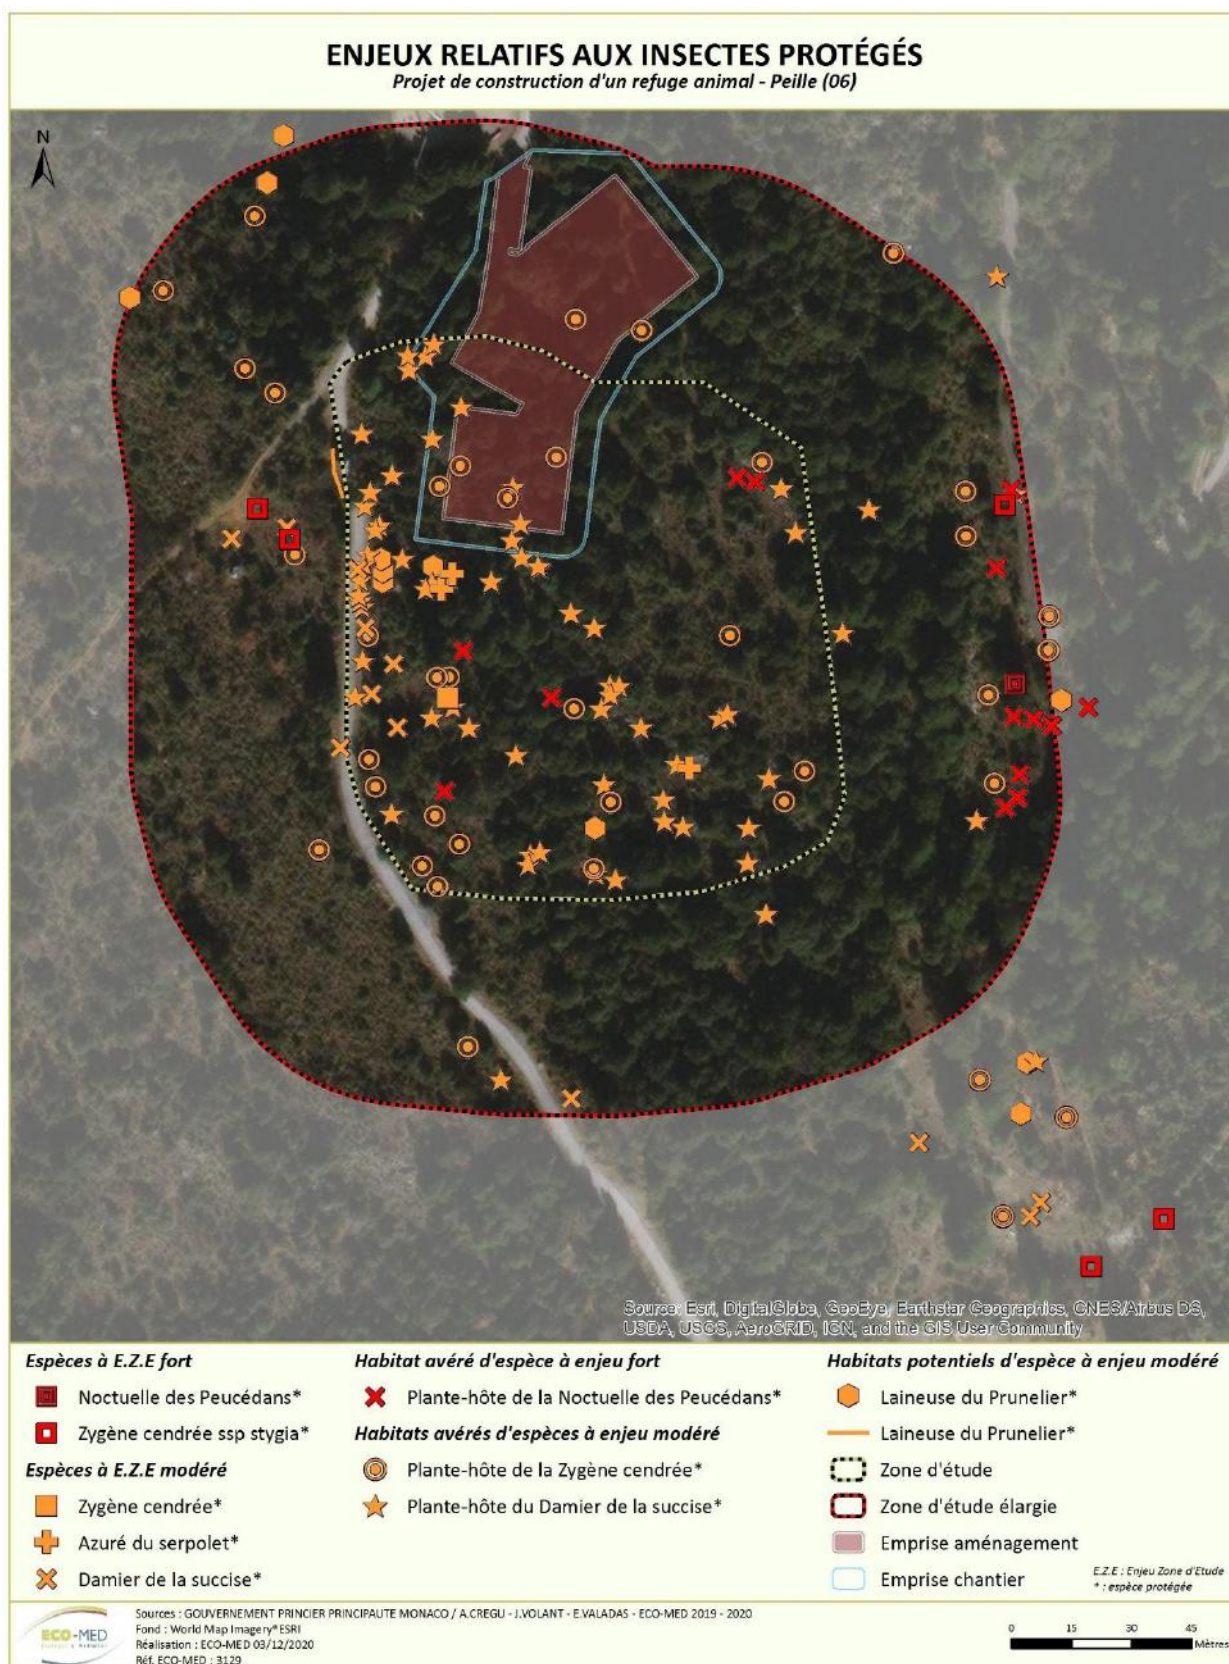 ENJEUX RELATIFS AUX INSECTES PROTÉGÉS
Projet de construction d'un refuge animal - Peille (06)
N
Source: Esri, DigitalGlobe, GeoEye, Earthstar Geographics, CNES/Airbus DS,
USDA, USGS, AeroGRID, IGN, and the GIS User Community
Espèces à E.Z.E fort
Noctuelle des Peucédans*
Zygène cendrée ssp stygia*
Espèces à E.Z.E modéré
Zygène cendrée*
Azuré du serpolet*
Damier de la succise*
Habitat avéré d'espèce à enjeu fort
Plante-hôte de la Noctuelle des Peucédans*
Habitats avérés d'espèces à enjeu modéré
Plante-hôte de la Zygène cendrée*
Plante-hôte du Damier de la succise*
Habitats potentiels d'espèce à enjeu modéré
Laineuse du Prunelier*
Laineuse du Prunelier*
Zone d'étude
Zone d'étude élargie
Emprise aménagement
Emprise chantier
E.Z.E : Enjeu Zone d'Etude
* : espèce protégée
ECO-MED
Sources : GOUVERNEMENT PRINCIER PRINCIPAUTE MONACO / A.CREGU - J.VOLANT - E.VALADAS - ECO-MED 2019 - 2020
Fond : World Map Imagery®ESRI
Réalisation : ECO-MED 03/12/2020
Réf. ECO-MED : 3129
0 15 30 45
Mètres